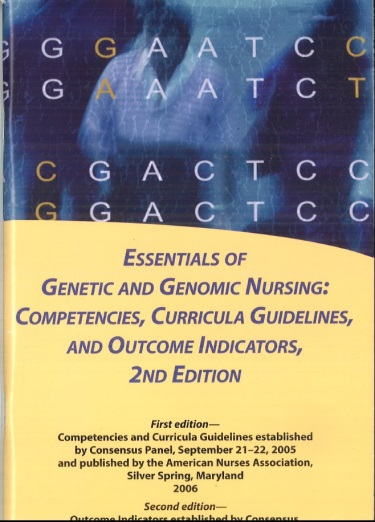 G G G A A T C C
G G A A A T C T
C G A C T C C
G G A C T C C
ESSENTIALS OF
GENETIC AND GENOMIC NURSING:
COMPETENCIES, CURRICULA GUIDELINES,
AND OUTCOME INDICATORS,
2ND EDITION
First edition—
Competencies and Curricula Guidelines established
by Consensus Panel, September 21–22, 2005
and published by the American Nurses Association,
Silver Spring, Maryland
2006
Second edition—
Outcome Indicators established by Consensus